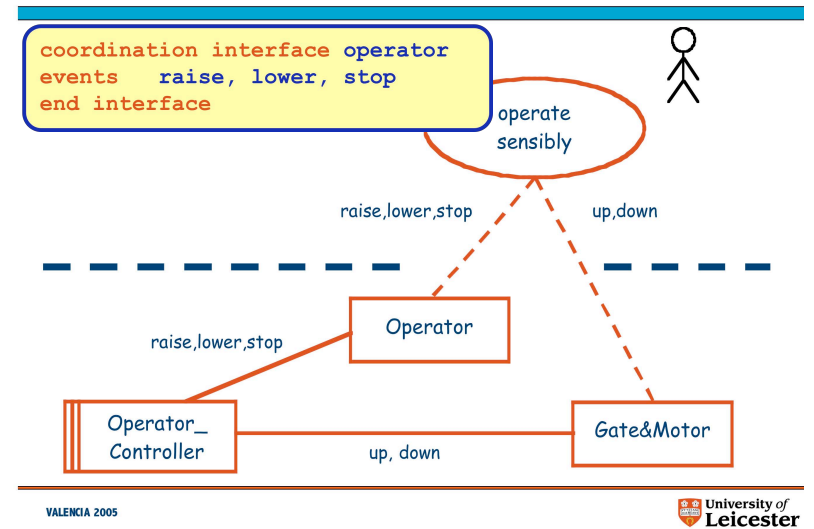 coordination interface operator
events raise, lower, stop
end interface
operate
sensibly
raise,lower,stop
up,down
Operator
raise,lower,stop
Operator_
Controller
up, down
Gate&Motor
VALENCIA 2005
University of
Leicester